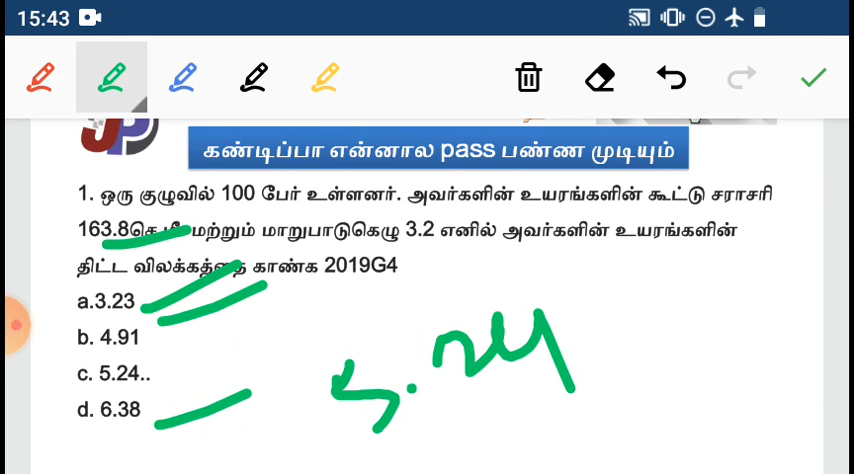 15:43
JP
கண்டிப்பா என்னால pass பண்ண முடியும்
1. ஒரு குழுவில் 100 பேர் உள்ளனர். அவர்களின் உயரங்களின் கூட்டு சராசரி
163.8செ.மீ மற்றும் மாறுபாடுகெழு 3.2 எனில் அவர்களின் உயரங்களின்
திட்ட விலக்கத்தை காண்க 2019G4
a.3.23
b. 4.91
c. 5.24..
d. 6.38
5.24